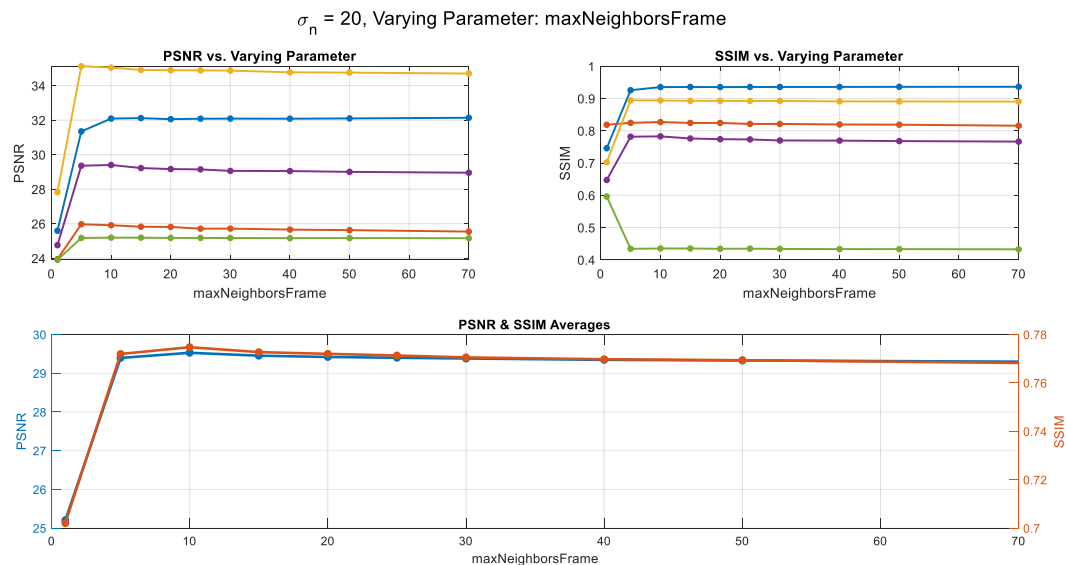 σn = 20, Varying Parameter: maxNeighborsFrame
PSNR vs. Varying Parameter
34
32
30
28
26
24
PSNR
0 10 20 30 40 50 60 70
maxNeighborsFrame
SSIM vs. Varying Parameter
1
0.9
0.8
0.7
0.6
0.5
0.4
SSIM
0 10 20 30 40 50 60 70
maxNeighborsFrame
PSNR & SSIM Averages
30
29
28
27
26
25
PSNR
0.78
0.76
0.74
0.72
0.7
SSIM
0 10 20 30 40 50 60 70
maxNeighborsFrame